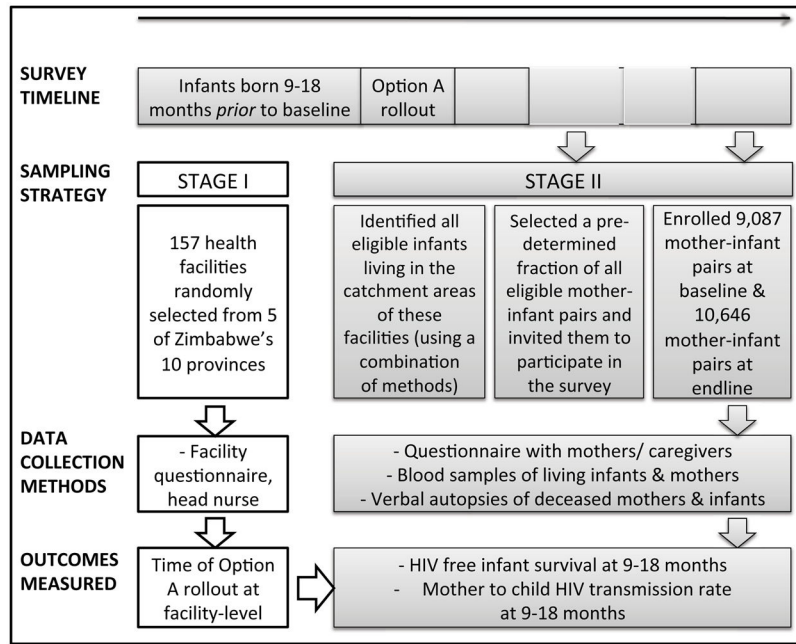 SURVEY
TIMELINE
Infants born 9-18
months prior to baseline
Option A
rollout
SAMPLING
STRATEGY
STAGE I
STAGE II
157 health
facilities
randomly
selected from 5
of Zimbabwe's
10 provinces
Identified all
eligible infants
living in the
catchment areas
of these
facilities (using a
combination
of methods)
Selected a pre-
determined
fraction of all
eligible mother-
infant pairs and
invited them to
participate in
the survey
Enrolled 9,087
mother-infant
pairs at
baseline &
10,646
mother-infant
pairs at
endline
DATA
COLLECTION
METHODS
- Facility
questionnaire,
head nurse
- Questionnaire with mothers/ caregivers
- Blood samples of living infants & mothers
- Verbal autopsies of deceased mothers & infants
OUTCOMES
MEASURED
Time of Option
A rollout at
facility-level
- HIV free infant survival at 9-18 months
- Mother to child HIV transmission rate
at 9-18 months